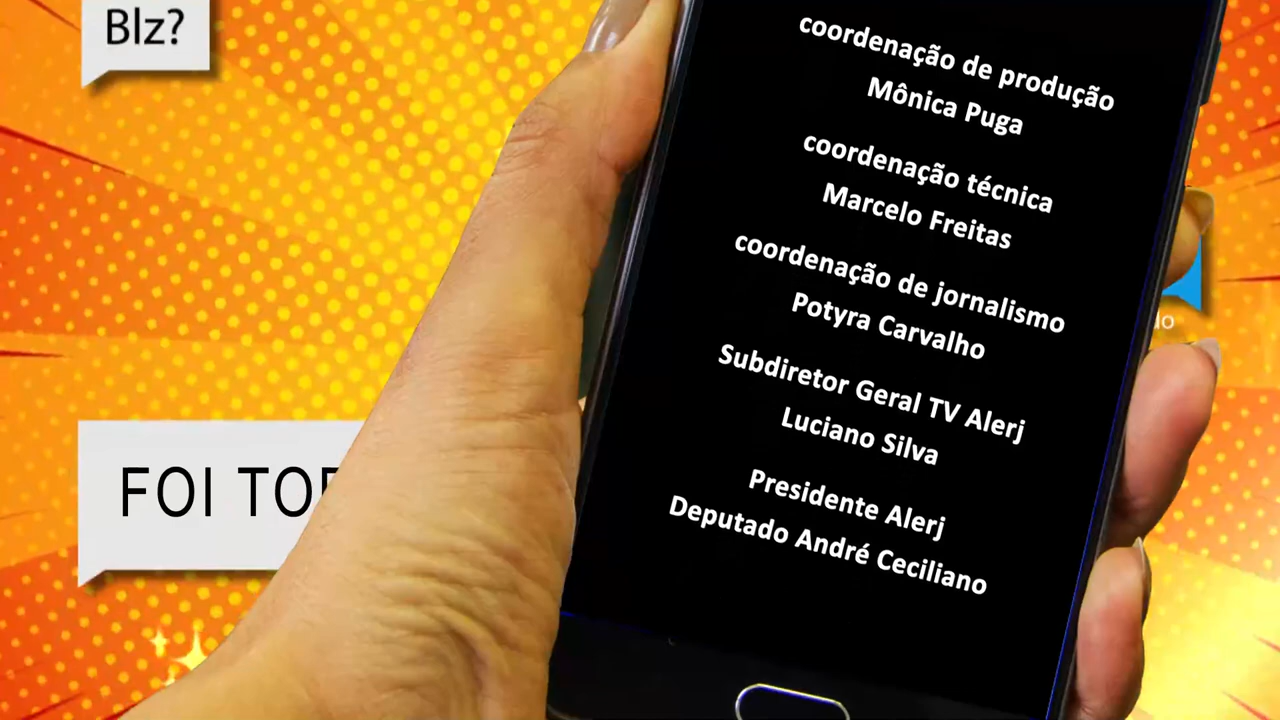 Blz?
coordenação de produção
Mônica Puga
coordenação técnica
Marcelo Freitas
coordenação de jornalismo
Potyra Carvalho
Subdiretor Geral TV Alerj
Luciano Silva
Presidente Alerj
Deputado André Ceciliano
FOI TOP